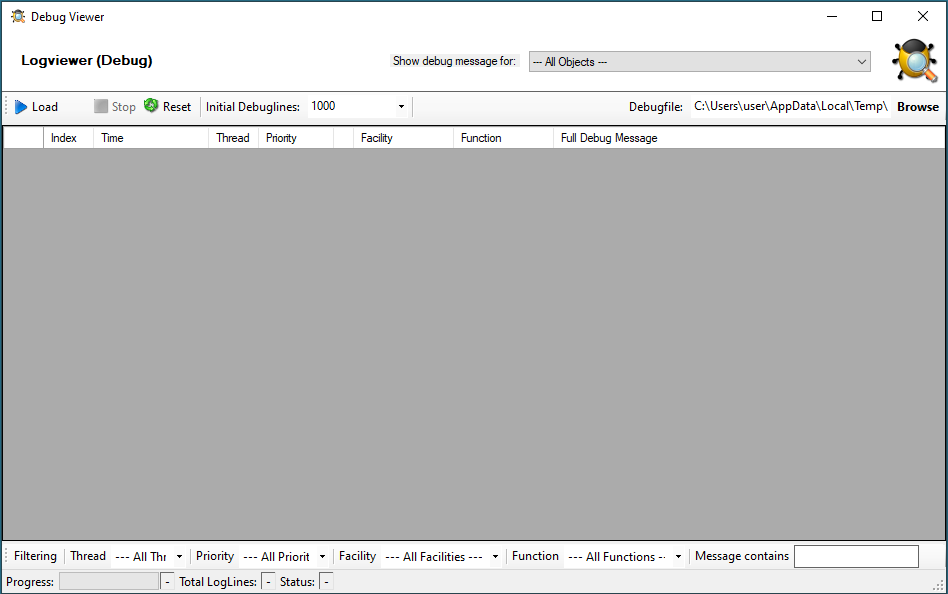 Debug Viewer
Logviewer (Debug)
Show debug message for: --- All Objects ---
Load Stop Reset Initial Debuglines: 1000 Debugfile: C:\Users\user\AppData\Local\Temp\ Browse
Index Time Thread Priority Facility Function Full Debug Message
Filtering Thread --- All Thr Priority --- All Priorit Facility --- All Facilities --- Function --- All Functions -- Message contains
Progress: - Total LogLines: - Status: -